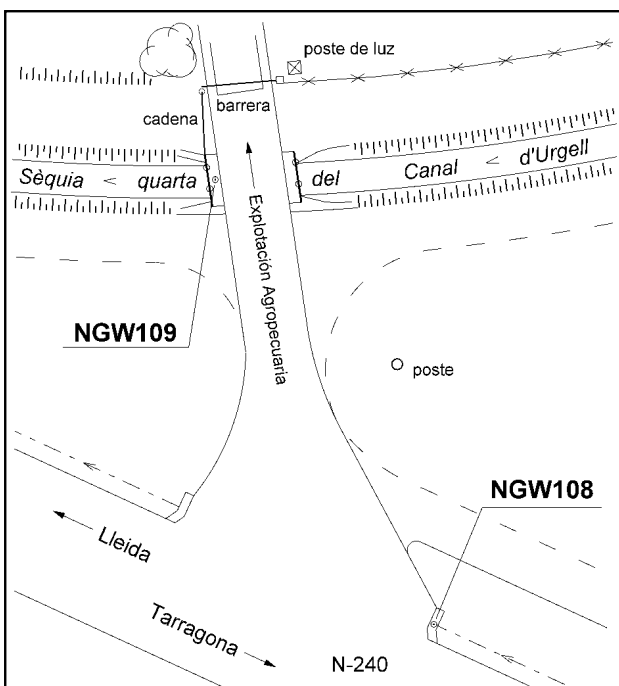 poste de luz
barrera
cadena
Sèquia < quarta del Canal < d'Urgell
Explotación Agropecuaria
NGW109
poste
NGW108
Lleida
Tarragona
N-240